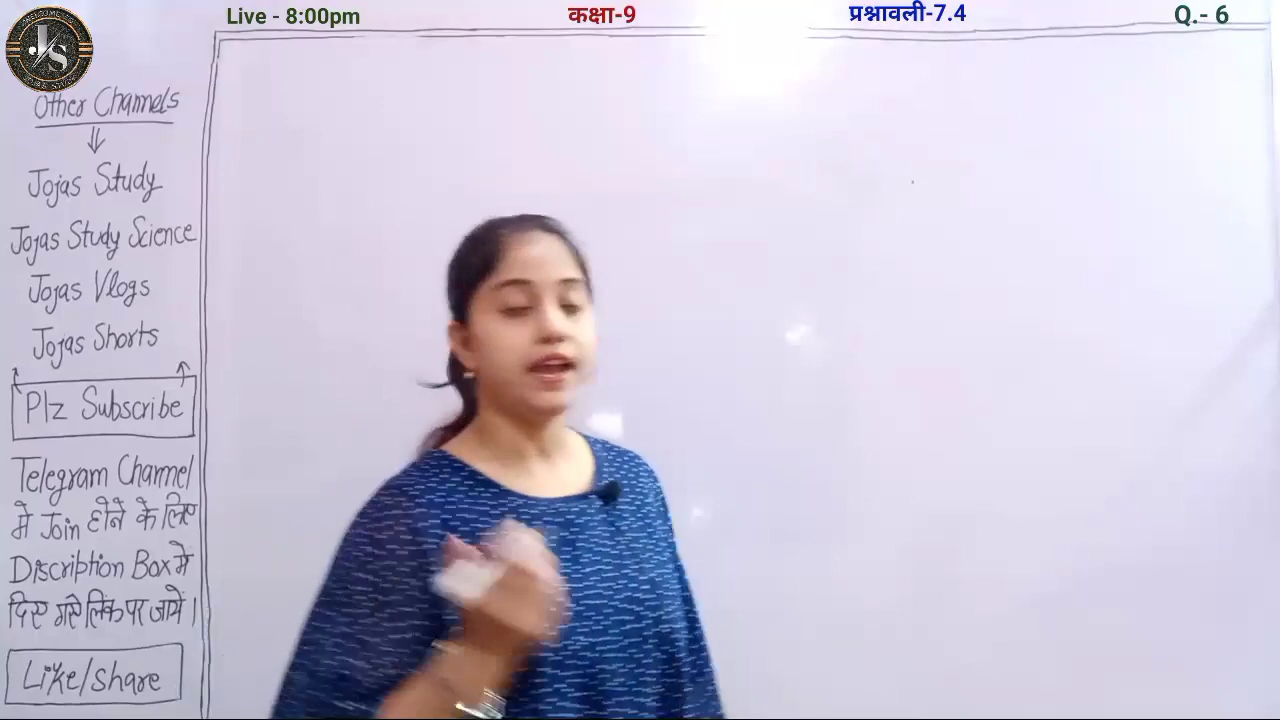 Live - 8:00pm कक्षा-9 प्रश्नावली-7.4 Q.- 6
JS
Other Channels
Jojas Study
Jojas Study Science
Jojas Vlogs
Jojas Shorts
Plz Subscribe
Telegram Channel
मे Join होने के लिए
Discription Box मे
दिए गये लिंक पर जाये।
Like/Share